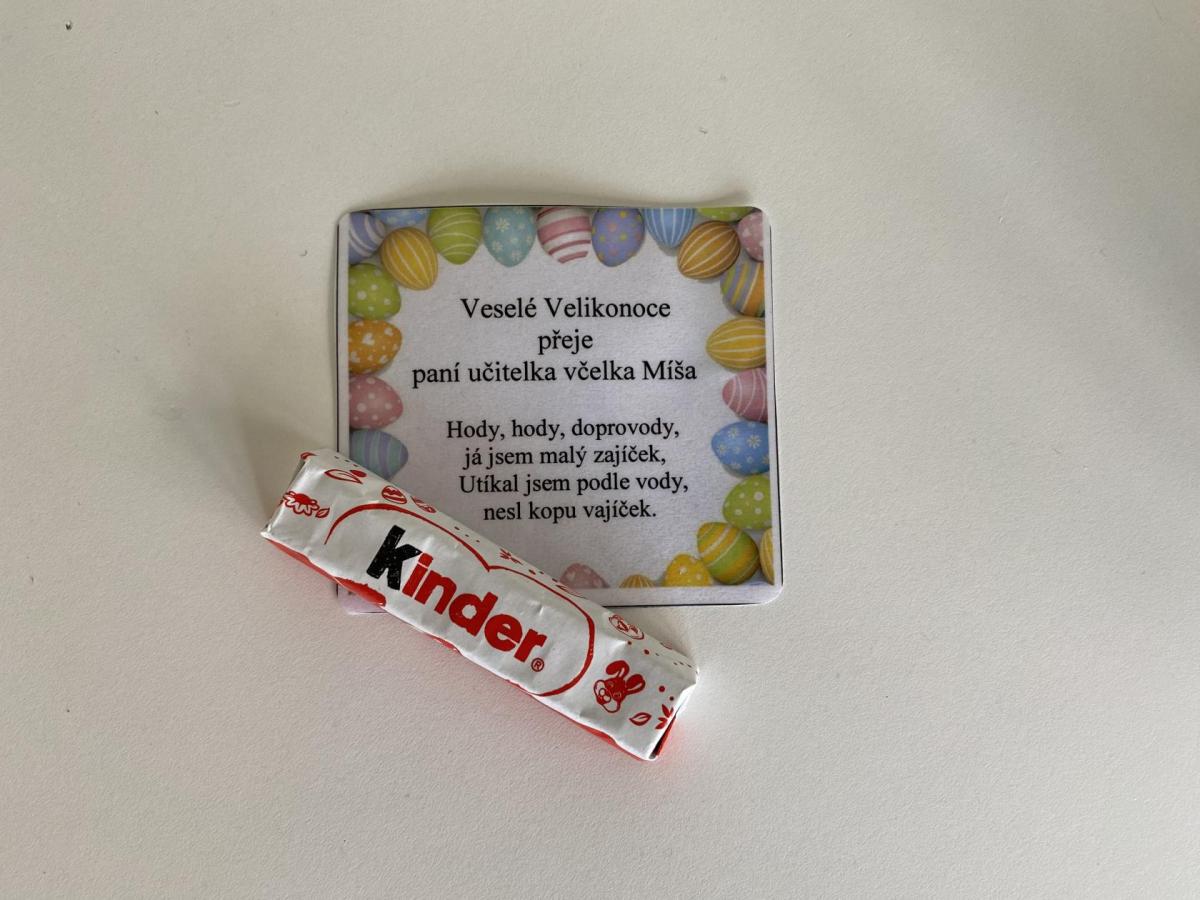 Veselé Velikonoce
přeje
paní učitelka včelka Míša
Hody, hody, doprovody,
já jsem malý zajíček,
Utíkal jsem podle vody,
nesl kopu vajíček.
Kinder®